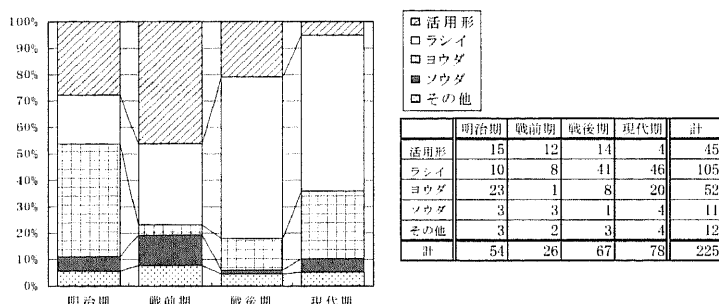 100%
90%
80%
70%
60%
50%
40%
30%
20%
10%
0%
明治期 戦前期 戦後期 現代期
活用形
ラシイ
ヨウダ
ソウダ
その他
明治期 戦前期 戦後期 現代期 計
活用形 15 12 14 4 45
ラシイ 10 8 41 46 105
ヨウダ 23 1 8 20 52
ソウダ 3 3 1 4 11
その他 3 2 3 4 12
計 54 26 67 78 225